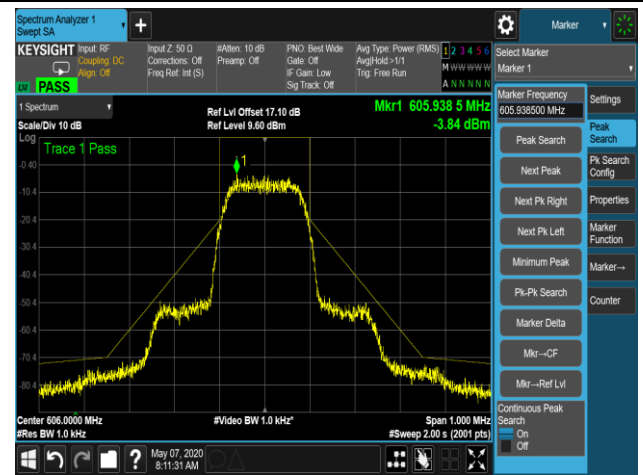 Spectrum Analyzer 1
Swept SA
Marker
KEYSIGHT Input: RF
Coupling: DC
Align: Off
Input Z: 50 Ω
Corrections: Off
Freq Ref: Int (S)
#Atten: 10 dB
Preamp: Off
PNO: Best Wide
Gate: Off
IF Gain: Low
Sig Track: Off
Avg Type: Power (RMS)
Avg|Hold:>1/1
Trig: Free Run
1 2 3 4 5 6
M W W W W W
A N N N N N
PASS
Select Marker
Marker 1
1 Spectrum
Scale/Div 10 dB
Ref Lvl Offset 17.10 dB
Ref Level 9.60 dBm
Mkr1 605.938 5 MHz
-3.84 dBm
Log
Trace 1 Pass
1
-0.40
-10.4
-20.4
-30.4
-40.4
-50.4
-60.4
-70.4
-80.4
Center 606.0000 MHz
#Res BW 1.0 kHz
#Video BW 1.0 kHz*
Span 1.000 MHz
#Sweep 2.00 s (2001 pts)
Marker Frequency
605.938500 MHz
Peak Search
Next Peak
Next Pk Right
Next Pk Left
Minimum Peak
Pk-Pk Search
Marker Delta
Mkr→CF
Mkr→Ref Lvl
Continuous Peak
Search
On
Off
Settings
Peak
Search
Pk Search
Config
Properties
Marker
Function
Marker→
Counter
May 07, 2020
8:11:31 AM